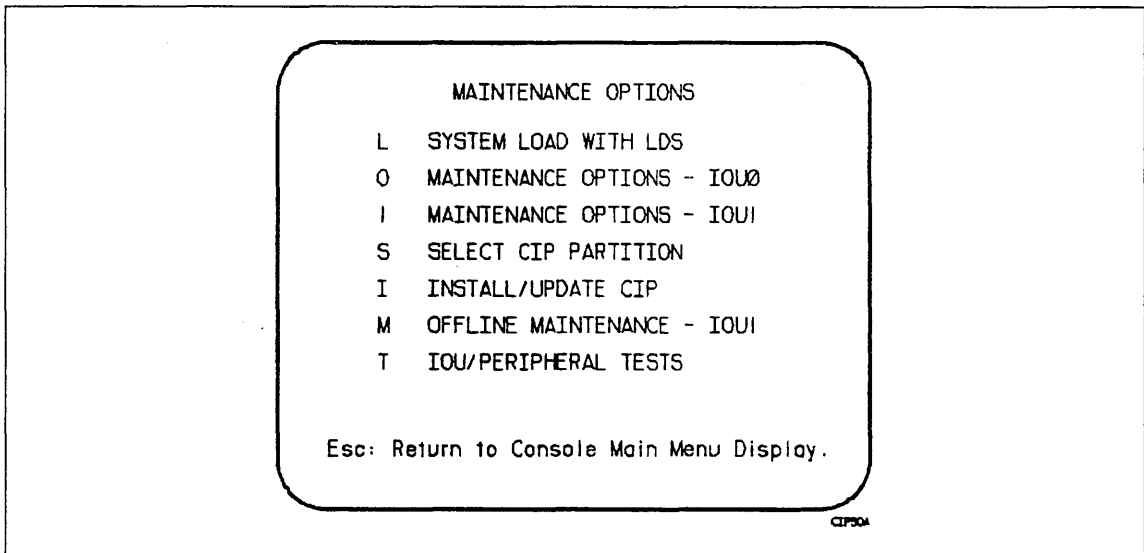 MAINTENANCE OPTIONS
L SYSTEM LOAD WITH LDS
O MAINTENANCE OPTIONS - IOU0
1 MAINTENANCE OPTIONS - IOU1
S SELECT CIP PARTITION
I INSTALL/UPDATE CIP
M OFFLINE MAINTENANCE - IOU1
T IOU/PERIPHERAL TESTS
Esc: Return to Console Main Menu Display.
CIP50A